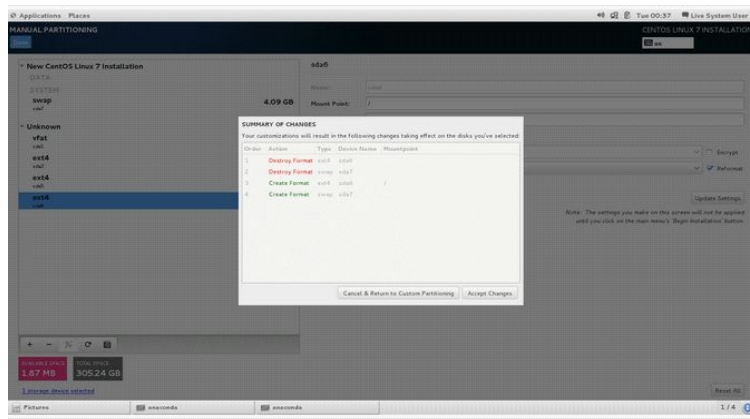 Applications Places
Tue 00:37 Live System User
MANUAL PARTITIONING
CENTOS LINUX 7 INSTALLATION
Done
us
New CentOS Linux 7 Installation
DATA
SYSTEM
swap
sda7
4.09 GB
Unknown
vfat
ext4
sda2
ext4
ext4
sda6
sda6
Name:
sda6
Mount Point:
/
Encrypt
Reformat
Update Settings
Note: The settings you make on this screen will not be applied
until you click on the main menu's 'Begin Installation' button.
SUMMARY OF CHANGES
Your customizations will result in the following changes taking effect on the disks you've selected:
Order Action Type Device Name Mountpoint
1 Destroy Format ext4 sda6
2 Destroy Format swap sda7
3 Create Format ext4 sda6 /
4 Create Format swap sda7
Cancel & Return to Custom Partitioning
Accept Changes
AVAILABLE SPACE
1.87 MB
TOTAL SPACE
305.24 GB
1 storage device selected
Reset All
Pictures
anaconda
anaconda
1 / 4